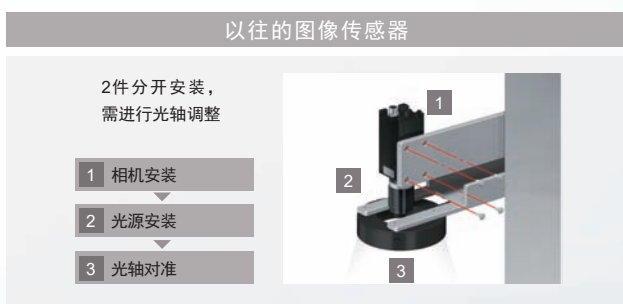 以往的图像传感器
2件分开安装，
需进行光轴调整
1 相机安装
2 光源安装
3 光轴对准
1
2
3